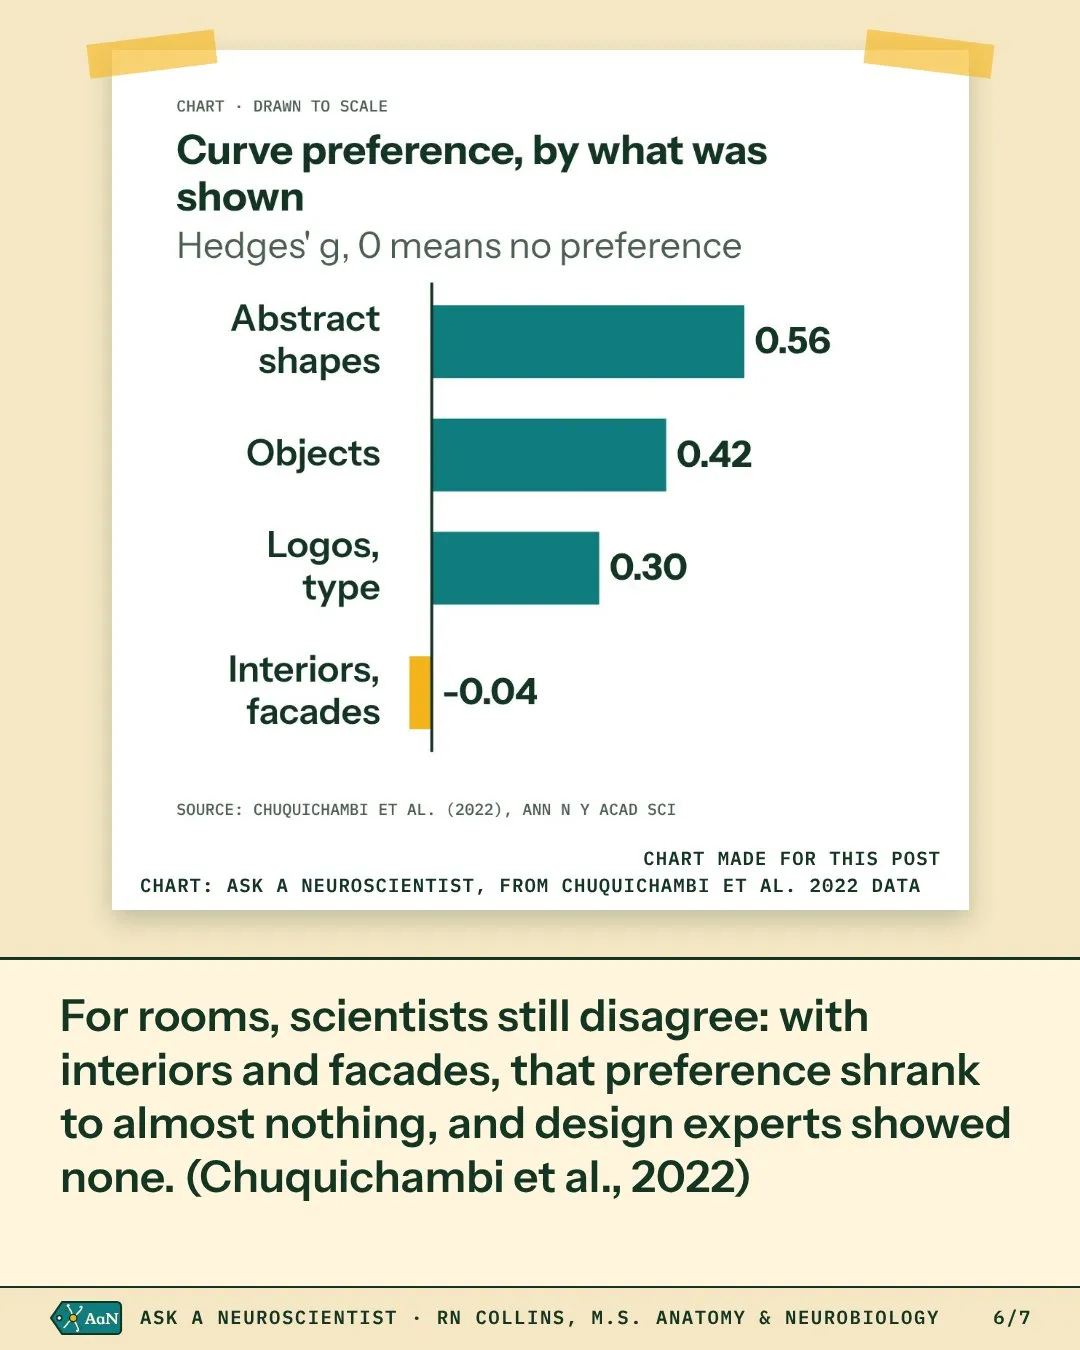 CHART · DRAWN TO SCALE
Curve preference, by what was
shown
Hedges' g, 0 means no preference
Abstract
shapes
0.56
Objects
0.42
Logos,
type
0.30
Interiors,
facades
-0.04
SOURCE: CHUQUICHAMBI ET AL. (2022), ANN N Y ACAD SCI
CHART MADE FOR THIS POST
CHART: ASK A NEUROSCIENTIST, FROM CHUQUICHAMBI ET AL. 2022 DATA
For rooms, scientists still disagree: with
interiors and facades, that preference shrank
to almost nothing, and design experts showed
none. (Chuquichambi et al., 2022)
AaN
ASK A NEUROSCIENTIST · RN COLLINS, M.S. ANATOMY & NEUROBIOLOGY
6/7